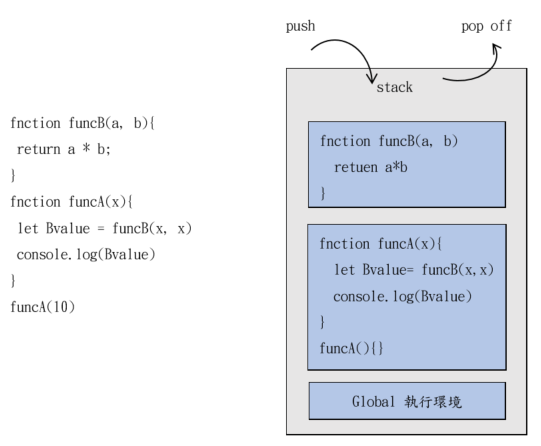 push
pop off
stack
fnction funcB(a, b){
return a * b;
}
fnction funcA(x){
let Bvalue = funcB(x, x)
console.log(Bvalue)
}
funcA(10)
fnction funcB(a, b)
retuen a*b
}
fnction funcA(x){
let Bvalue= funcB(x,x)
console.log(Bvalue)
}
funcA(){}
Global 執行環境